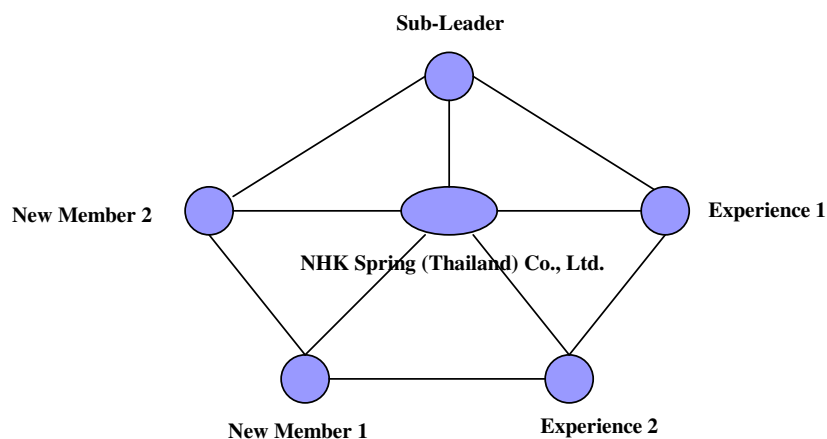 Sub-Leader
New Member 2
Experience 1
NHK Spring (Thailand) Co., Ltd.
New Member 1
Experience 2